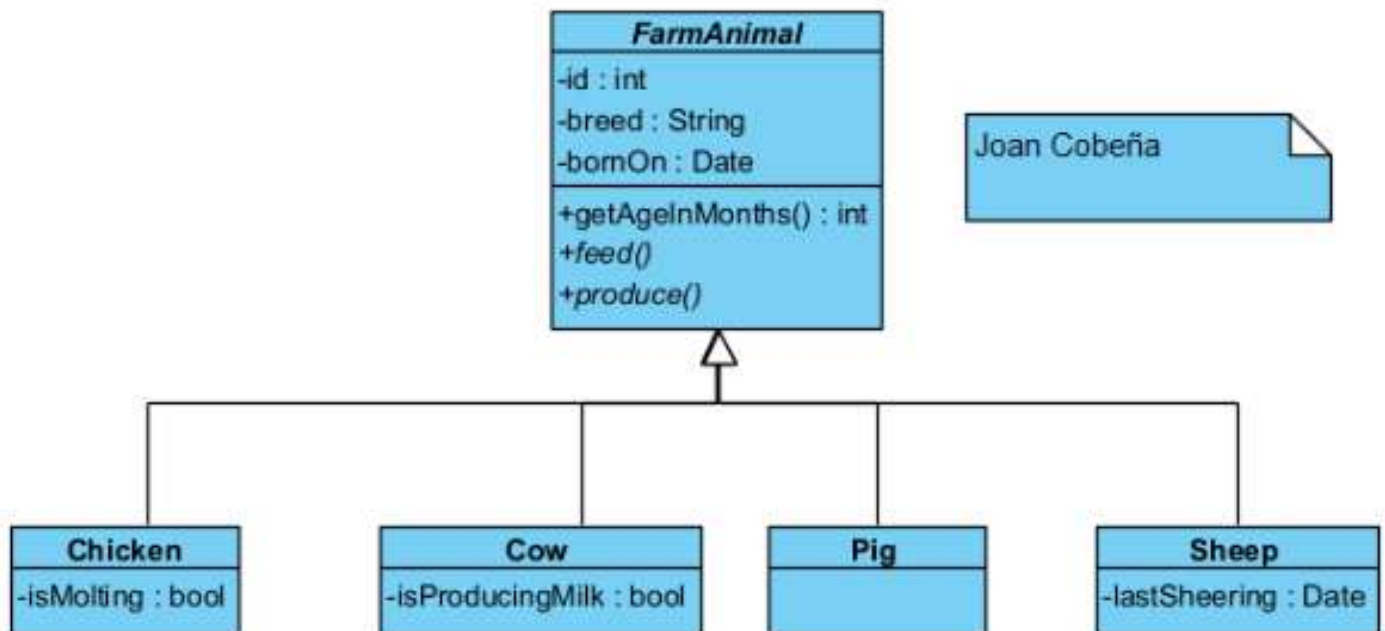 FarmAnimal
-id : int
-breed : String
-bornOn : Date
+getAgeInMonths() : int
+feed()
+produce()
Joan Cobeña
Chicken
-isMolting : bool
Cow
-isProducingMilk : bool
Pig
Sheep
-lastSheering : Date